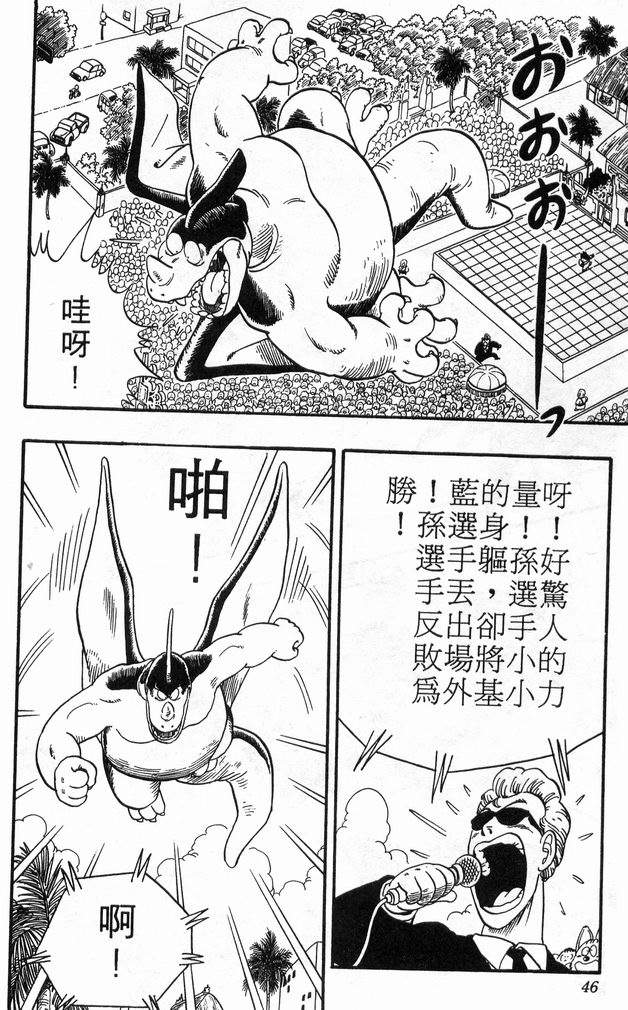 おおおーっ
哇呀！
呀！好驚人的力
量！孫選手小小
的身軀，卻將基
藍選手丟出場外
！孫選手反敗爲
勝！
啪！
啊！
46